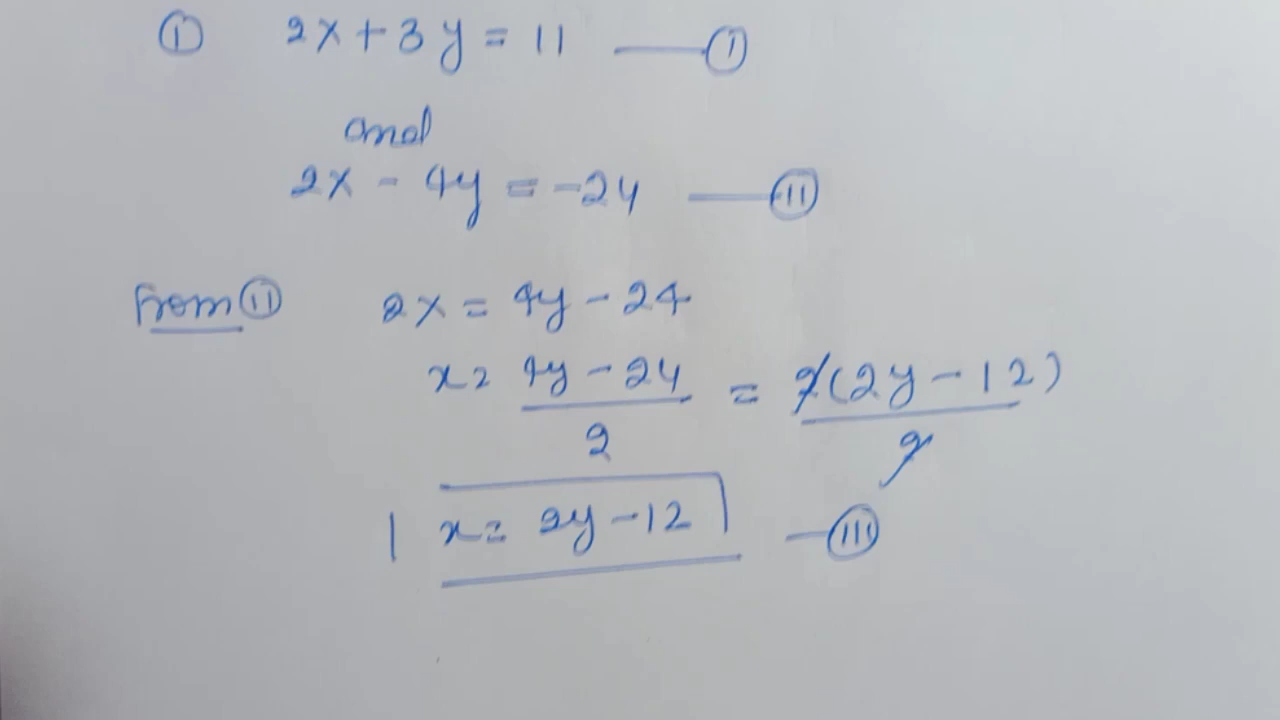 ① 2x + 3y = 11 —— Ⓘ
and
2x - 4y = -24 —— (II)
From (II) 2x = 4y - 24
x = (4y - 24)/2 = 2(2y - 12)/2
x = 2y - 12 — (III)